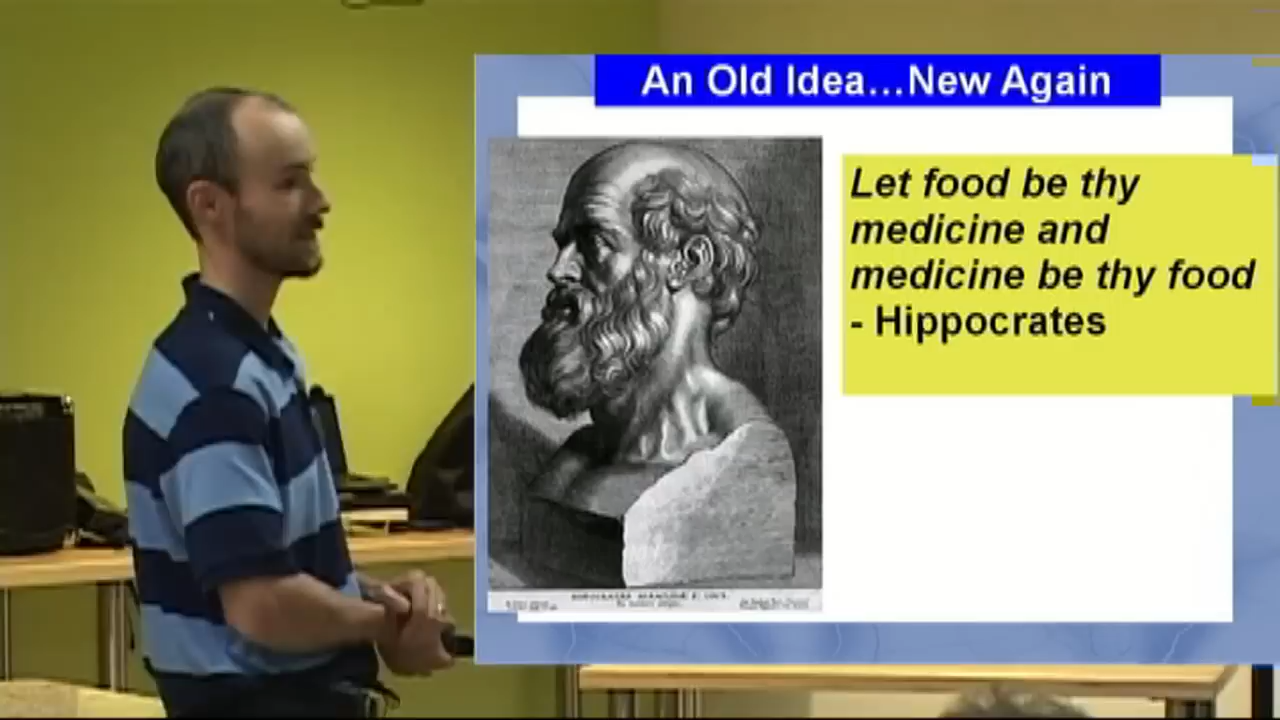 An Old Idea...New Again
Let food be thy
medicine and
medicine be thy food
- Hippocrates